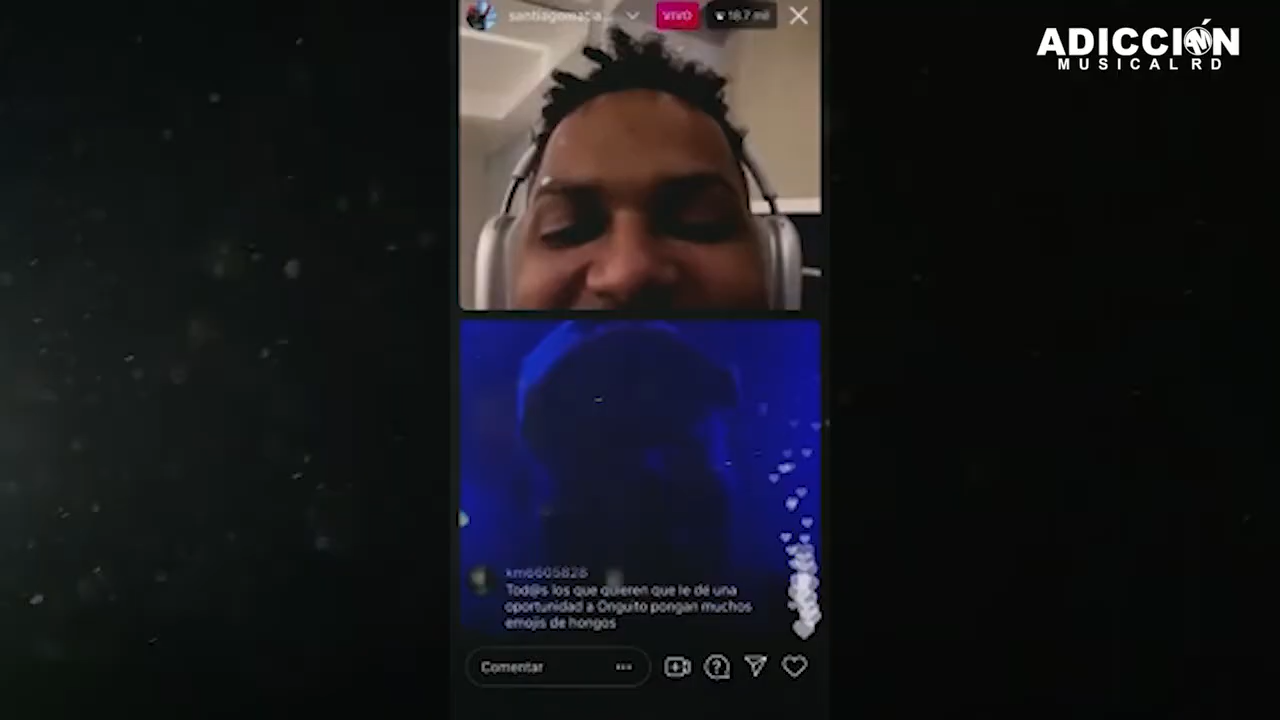 santiagomatia...
VIVO
18.7 mil
ADICCIÓN
MUSICAL RD
km6605828
Tod@s los que quieren que le dé una
oportunidad a Onguito pongan muchos
emojis de hongos
Comentar